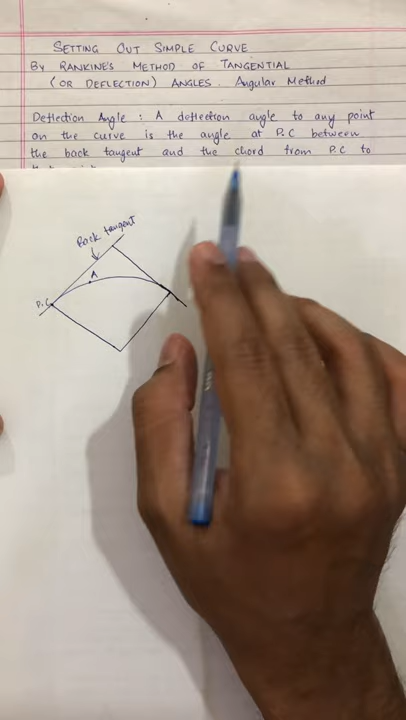 SETTING OUT SIMPLE CURVE
BY RANKINE'S METHOD OF TANGENTIAL
(OR DEFLECTION) ANGLES. Angular Method
Deflection Angle : A deflection angle to any point
on the curve is the angle at P.C between
the back tangent and the chord from P.C to
Back tangent
A
P.C